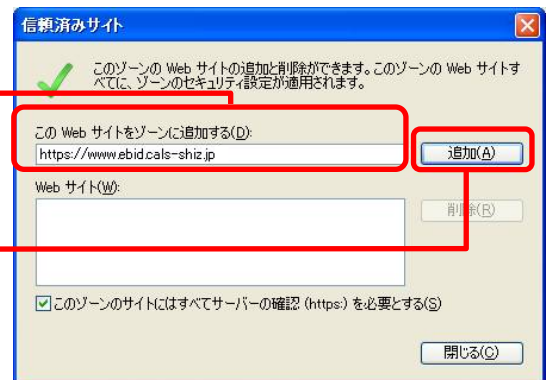 信頼済みサイト
このゾーンの Web サイトの追加と削除ができます。このゾーンの Web サイトす
べてに、ゾーンのセキュリティ設定が適用されます。
この Web サイトをゾーンに追加する(D):
https://www.ebid.cals-shiz.jp
追加(A)
Web サイト(W):
削除(R)
このゾーンのサイトにはすべてサーバーの確認 (https:) を必要とする(S)
閉じる(C)